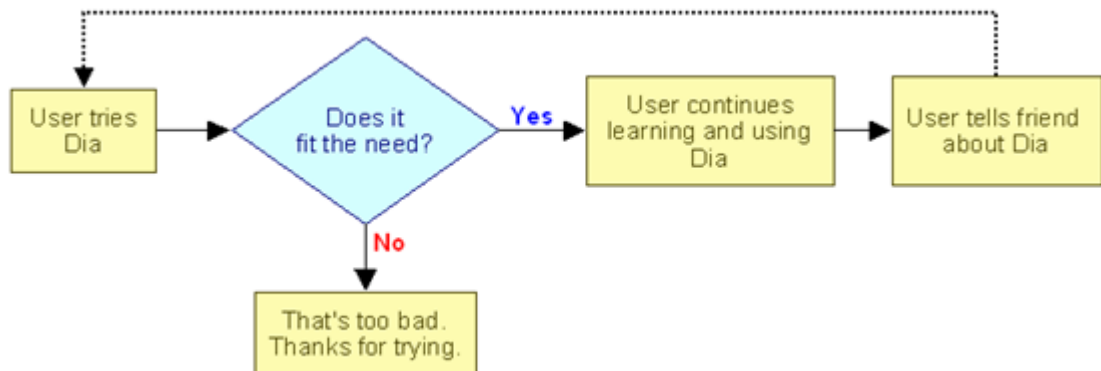 User tries
Dia
Does it
fit the need?
Yes
User continues
learning and using
Dia
User tells friend
about Dia
No
That's too bad.
Thanks for trying.